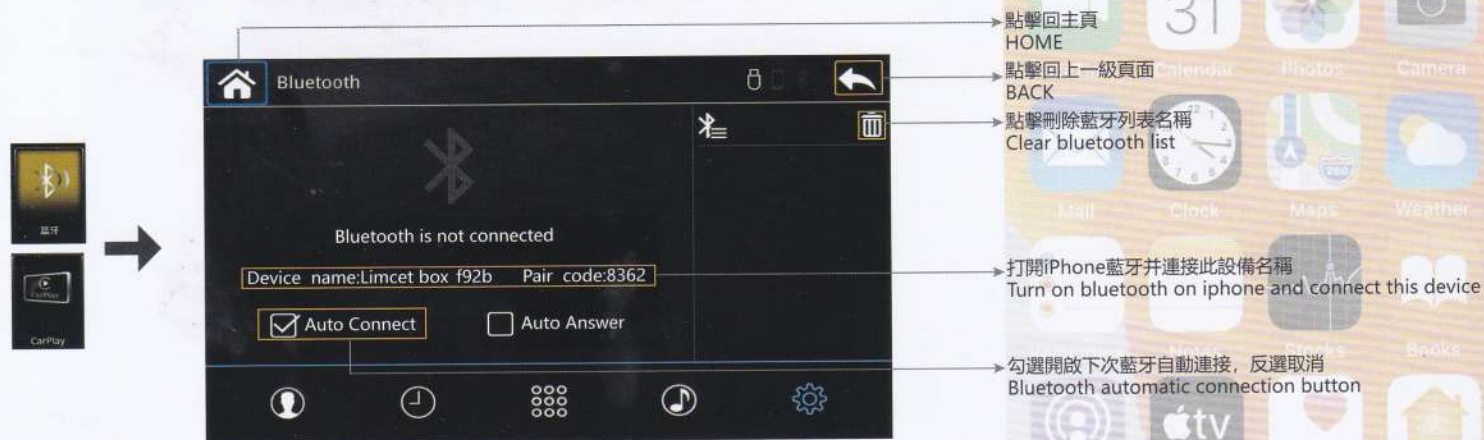 點擊回主頁
HOME
點擊回上一級頁面
BACK
點擊刪除藍牙列表名稱
Clear bluetooth list
打開iPhone藍牙并連接此設備名稱
Turn on bluetooth on iphone and connect this device
勾選開啟下次藍牙自動連接，反選取消
Bluetooth automatic connection button
Bluetooth
Bluetooth is not connected
Device name:Limcet box f92b Pair code:8362
Auto Connect
Auto Answer
蓝牙
CarPlay
CarPlay
31
Calendar
Photos
Camera
Mail
Clock
Maps
Weather
280
Notes
Stocks
Books
tv